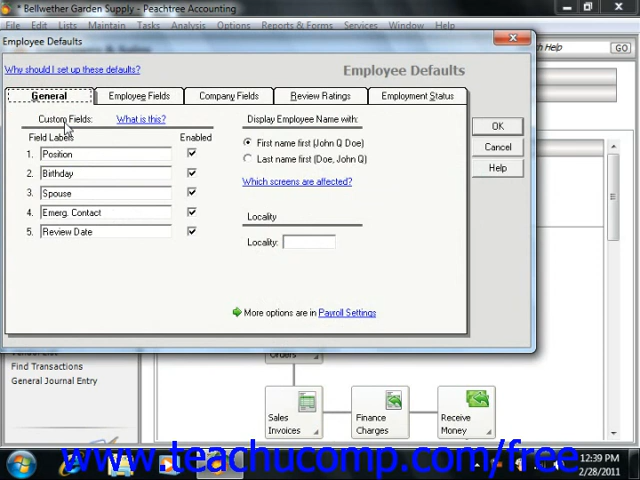 * Bellwether Garden Supply - Peachtree Accounting
File Edit Lists Maintain Tasks Analysis Options Reports & Forms Services Window Help
Employee Defaults
Help GO
Why should I set up these defaults?
Employee Defaults
General Employee Fields Company Fields Review Ratings Employment Status
Custom Fields: What is this?
Display Employee Name with:
OK
Field Labels Enabled
First name first (John Q Doe)
Cancel
1. Position
Last name first (Doe, John Q)
Help
2. Birthday
Which screens are affected?
3. Spouse
4. Emerg. Contact
Locality
5. Review Date
Locality:
More options are in Payroll Settings
Orders
Find Transactions
General Journal Entry
Sales Invoices
Finance Charges
Receive Money
www.teachucomp.com/free
12:39 PM
2/28/2011